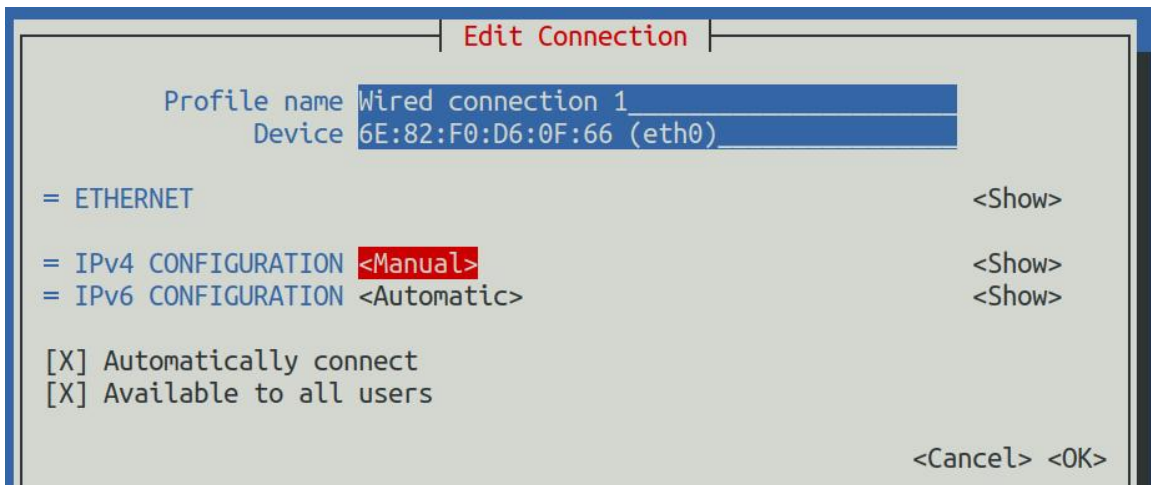 Edit Connection
Profile name Wired connection 1
Device 6E:82:F0:D6:0F:66 (eth0)
= ETHERNET <Show>
= IPv4 CONFIGURATION <Manual> <Show>
= IPv6 CONFIGURATION <Automatic> <Show>
[X] Automatically connect
[X] Available to all users
<Cancel> <OK>